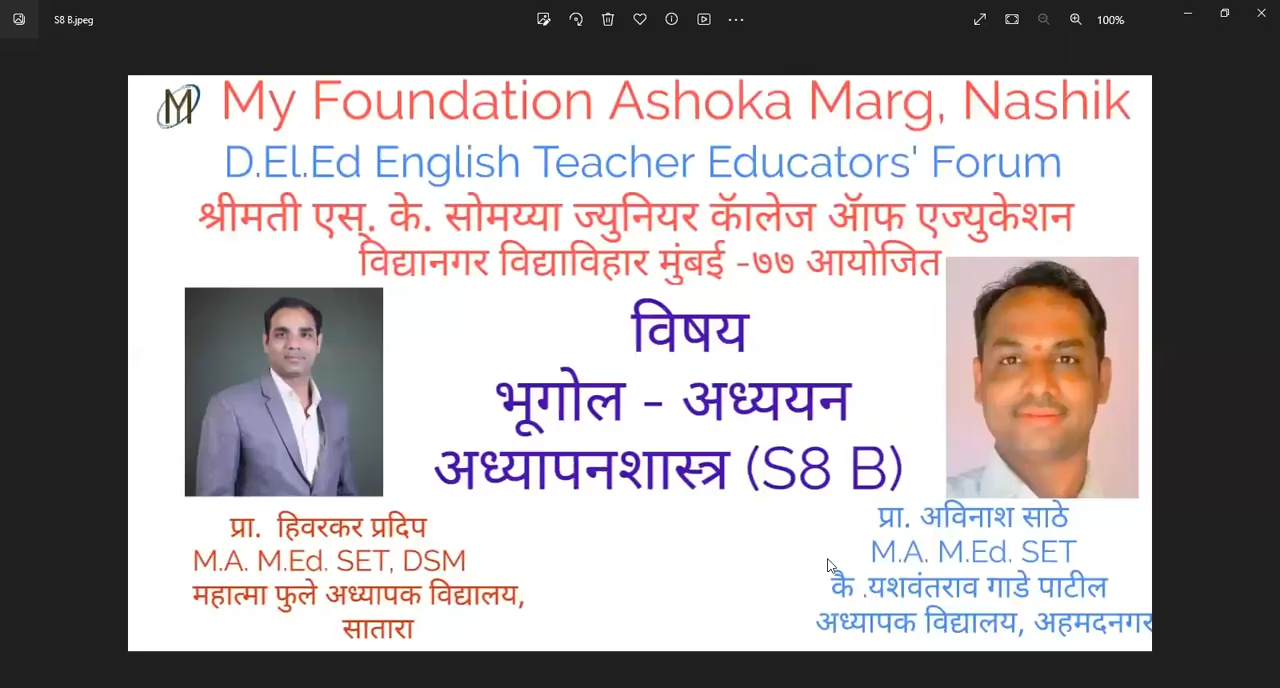 S8 B.jpeg
100%
My Foundation Ashoka Marg, Nashik
D.El.Ed English Teacher Educators' Forum
श्रीमती एस्. के. सोमय्या ज्युनियर कॅालेज ॲाफ एज्युकेशन
विद्यानगर विद्याविहार मुंबई -७७ आयोजित
विषय
भूगोल - अध्ययन
अध्यापनशास्त्र (S8 B)
प्रा. हिवरकर प्रदिप
M.A. M.Ed. SET, DSM
महात्मा फुले अध्यापक विद्यालय,
सातारा
प्रा. अविनाश साठे
M.A. M.Ed. SET
कै .यशवंतराव गाडे पाटील
अध्यापक विद्यालय, अहमदनगर